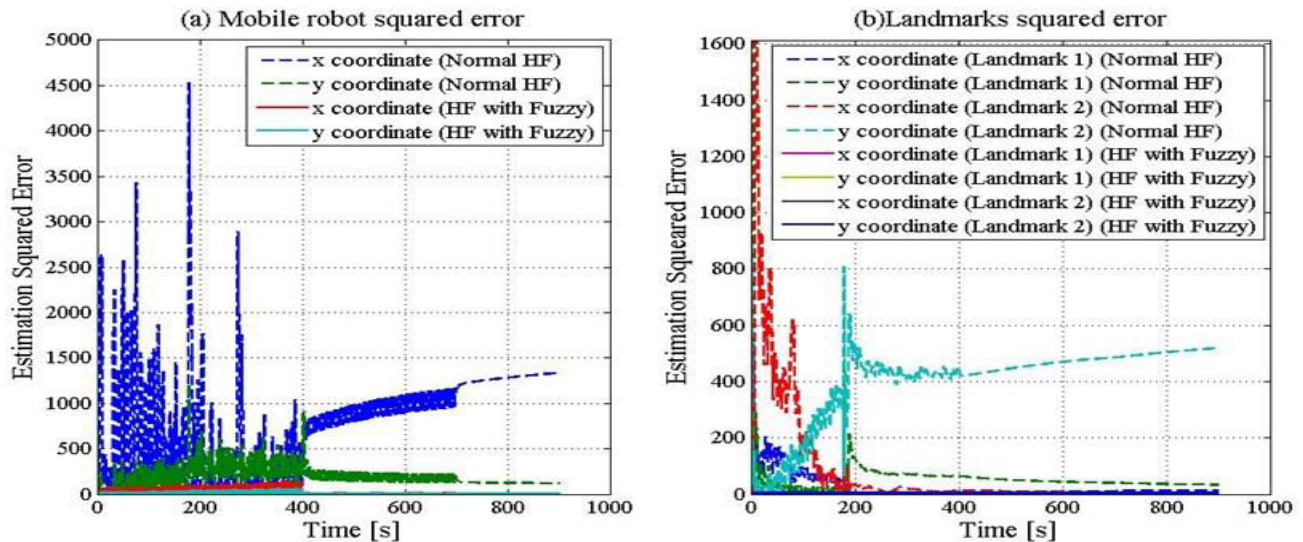 (a) Mobile robot squared error
5000
4500
4000
3500
3000
2500
2000
1500
1000
500
0
Estimation Squared Error
x coordinate (Normal HF)
y coordinate (Normal HF)
x coordinate (HF with Fuzzy)
y coordinate (HF with Fuzzy)
0 200 400 600 800 1000
Time [s]
(b)Landmarks squared error
1600
1400
1200
1000
800
600
400
200
0
Estimation Squeared Error
x coordinate (Landmark 1) (Normal HF)
y coordinate (Landmark 1) (Normal HF)
x coordinate (Landmark 2) (Normal HF)
y coordinate (Landmark 2) (Normal HF)
x coordinate (Landmark 1) (HF with Fuzzy)
y coordinate (Landmark 1) (HF with Fuzzy)
x coordinate (Landmark 2) (HF with Fuzzy)
y coordinate (Landmark 2) (HF with Fuzzy)
0 200 400 600 800 1000
Time [s]